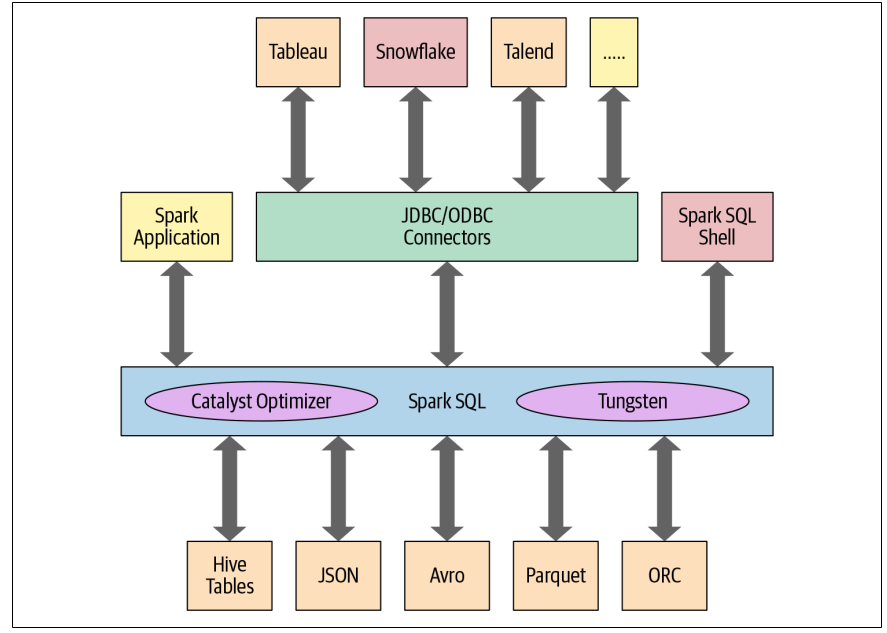 Tableau
Snowflake
Talend
.....
Spark
Application
JDBC/ODBC
Connectors
Spark SQL
Shell
Catalyst Optimizer
Spark SQL
Tungsten
Hive
Tables
JSON
Avro
Parquet
ORC